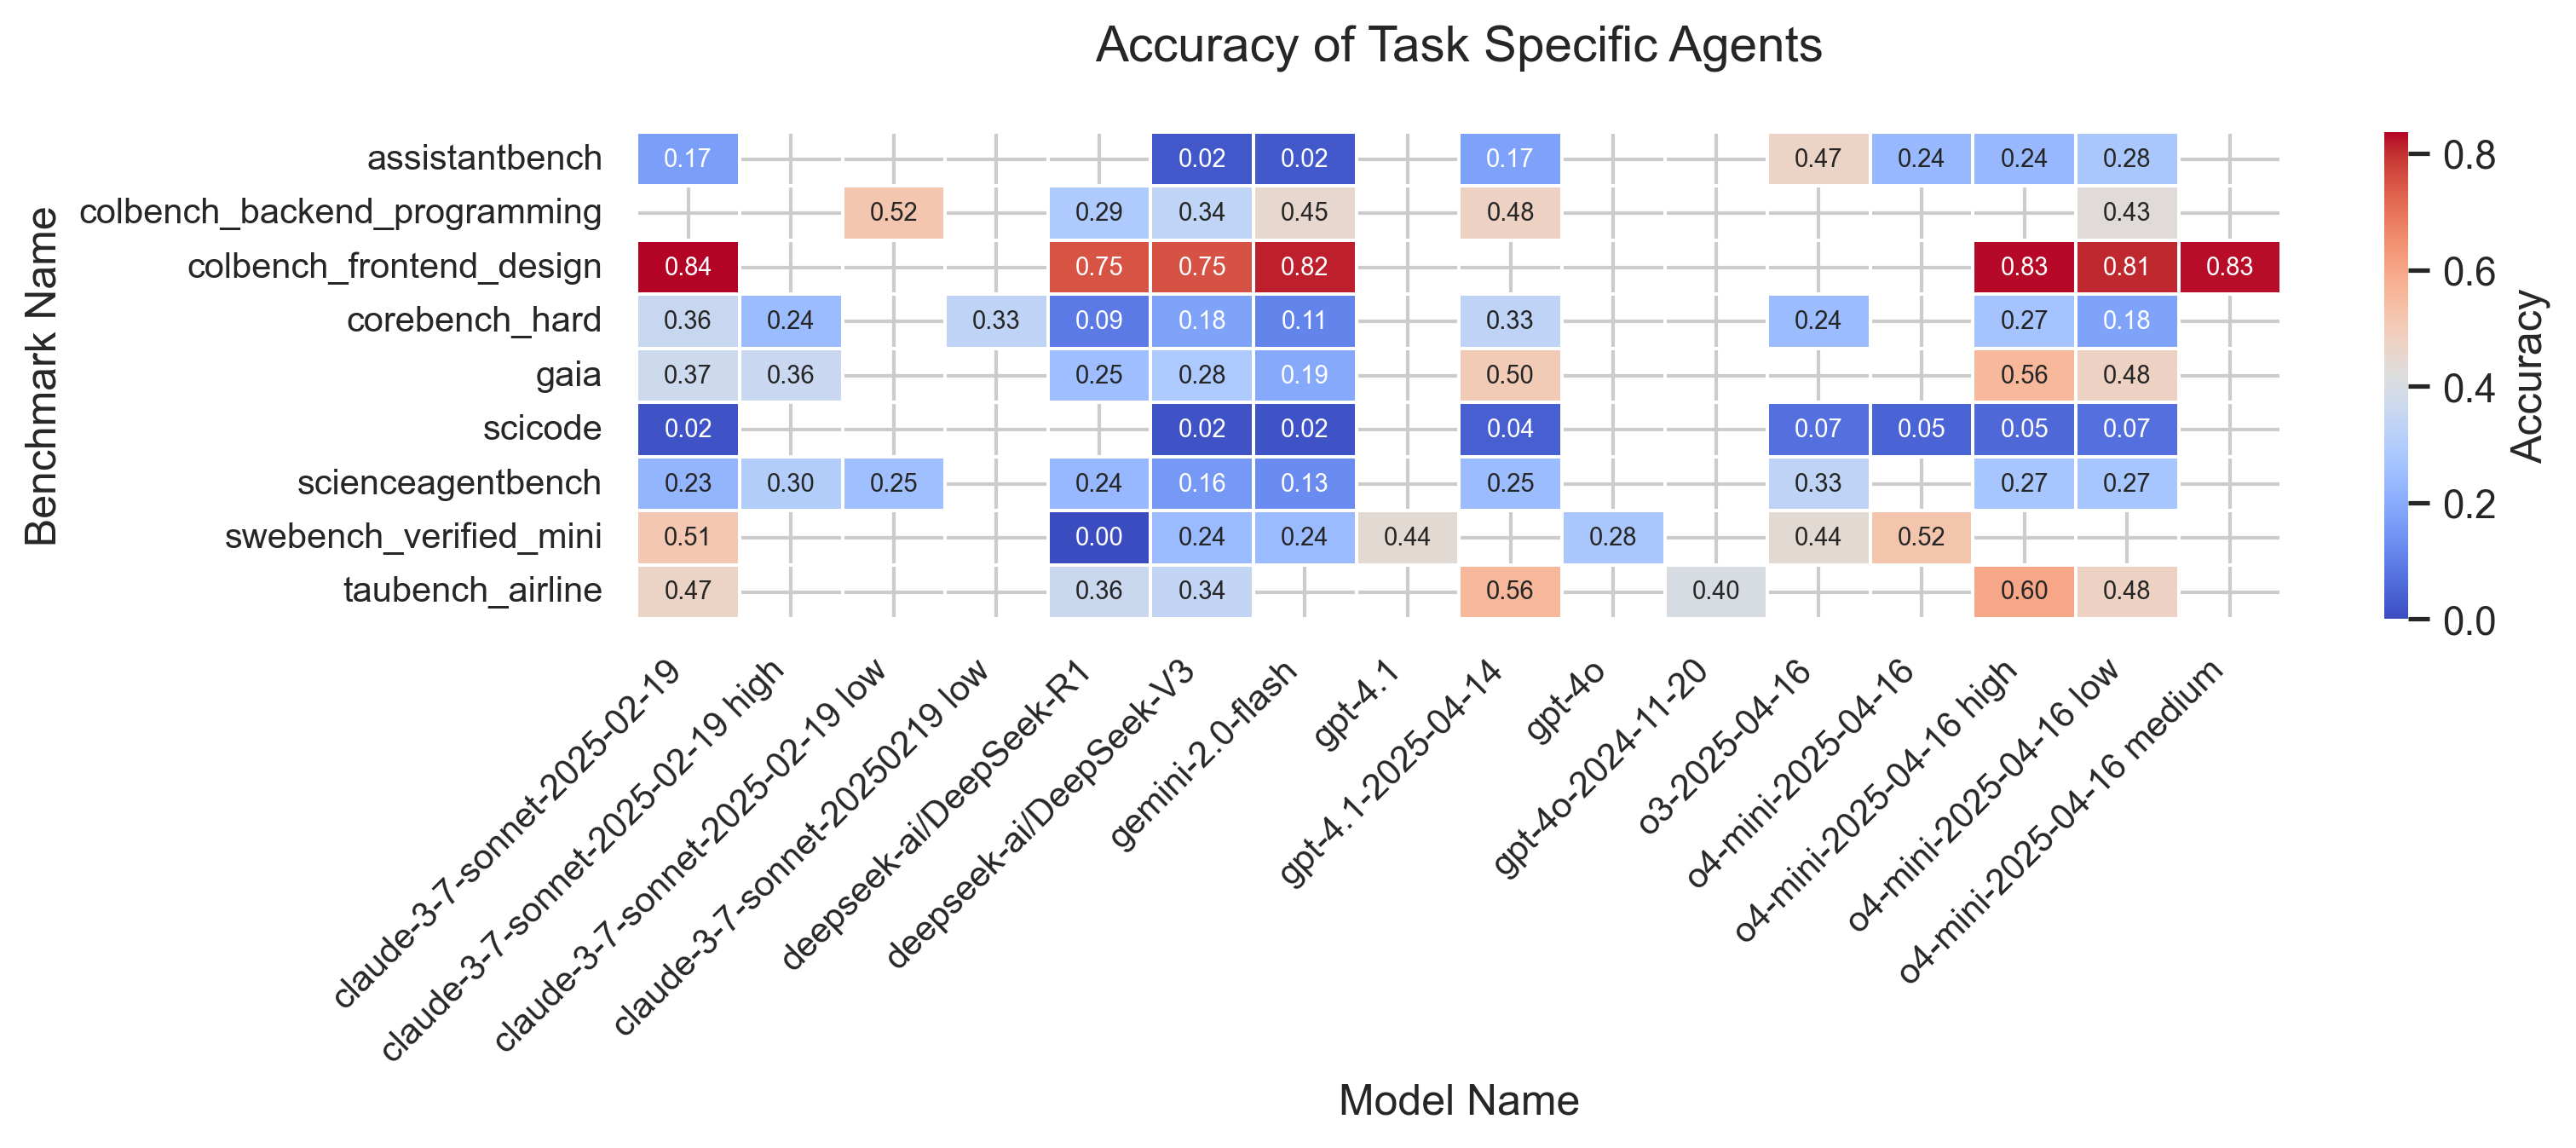 Accuracy of Task Specific Agents
Benchmark Name
assistantbench 0.17 0.02 0.02 0.17 0.47 0.24 0.24 0.28
colbench_backend_programming 0.52 0.29 0.34 0.45 0.48 0.43
colbench_frontend_design 0.84 0.75 0.75 0.82 0.83 0.81 0.83
corebench_hard 0.36 0.24 0.33 0.09 0.18 0.11 0.33 0.24 0.27 0.18
gaia 0.37 0.36 0.25 0.28 0.19 0.50 0.56 0.48
scicode 0.02 0.02 0.02 0.04 0.07 0.05 0.05 0.07
scienceagentbench 0.23 0.30 0.25 0.24 0.16 0.13 0.25 0.33 0.27 0.27
swebench_verified_mini 0.51 0.00 0.24 0.24 0.44 0.28 0.44 0.52
taubench_airline 0.47 0.36 0.34 0.56 0.40 0.60 0.48
claude-3-7-sonnet-2025-02-19
claude-3-7-sonnet-2025-02-19 high
claude-3-7-sonnet-2025-02-19 low
claude-3-7-sonnet-20250219 low
deepseek-ai/DeepSeek-R1
deepseek-ai/DeepSeek-V3
gemini-2.0-flash
gpt-4.1
gpt-4.1-2025-04-14
gpt-4o
gpt-4o-2024-11-20
o3-2025-04-16
o4-mini-2025-04-16
o4-mini-2025-04-16 high
o4-mini-2025-04-16 low
o4-mini-2025-04-16 medium
Model Name
0.8
0.6
0.4
0.2
0.0
Accuracy